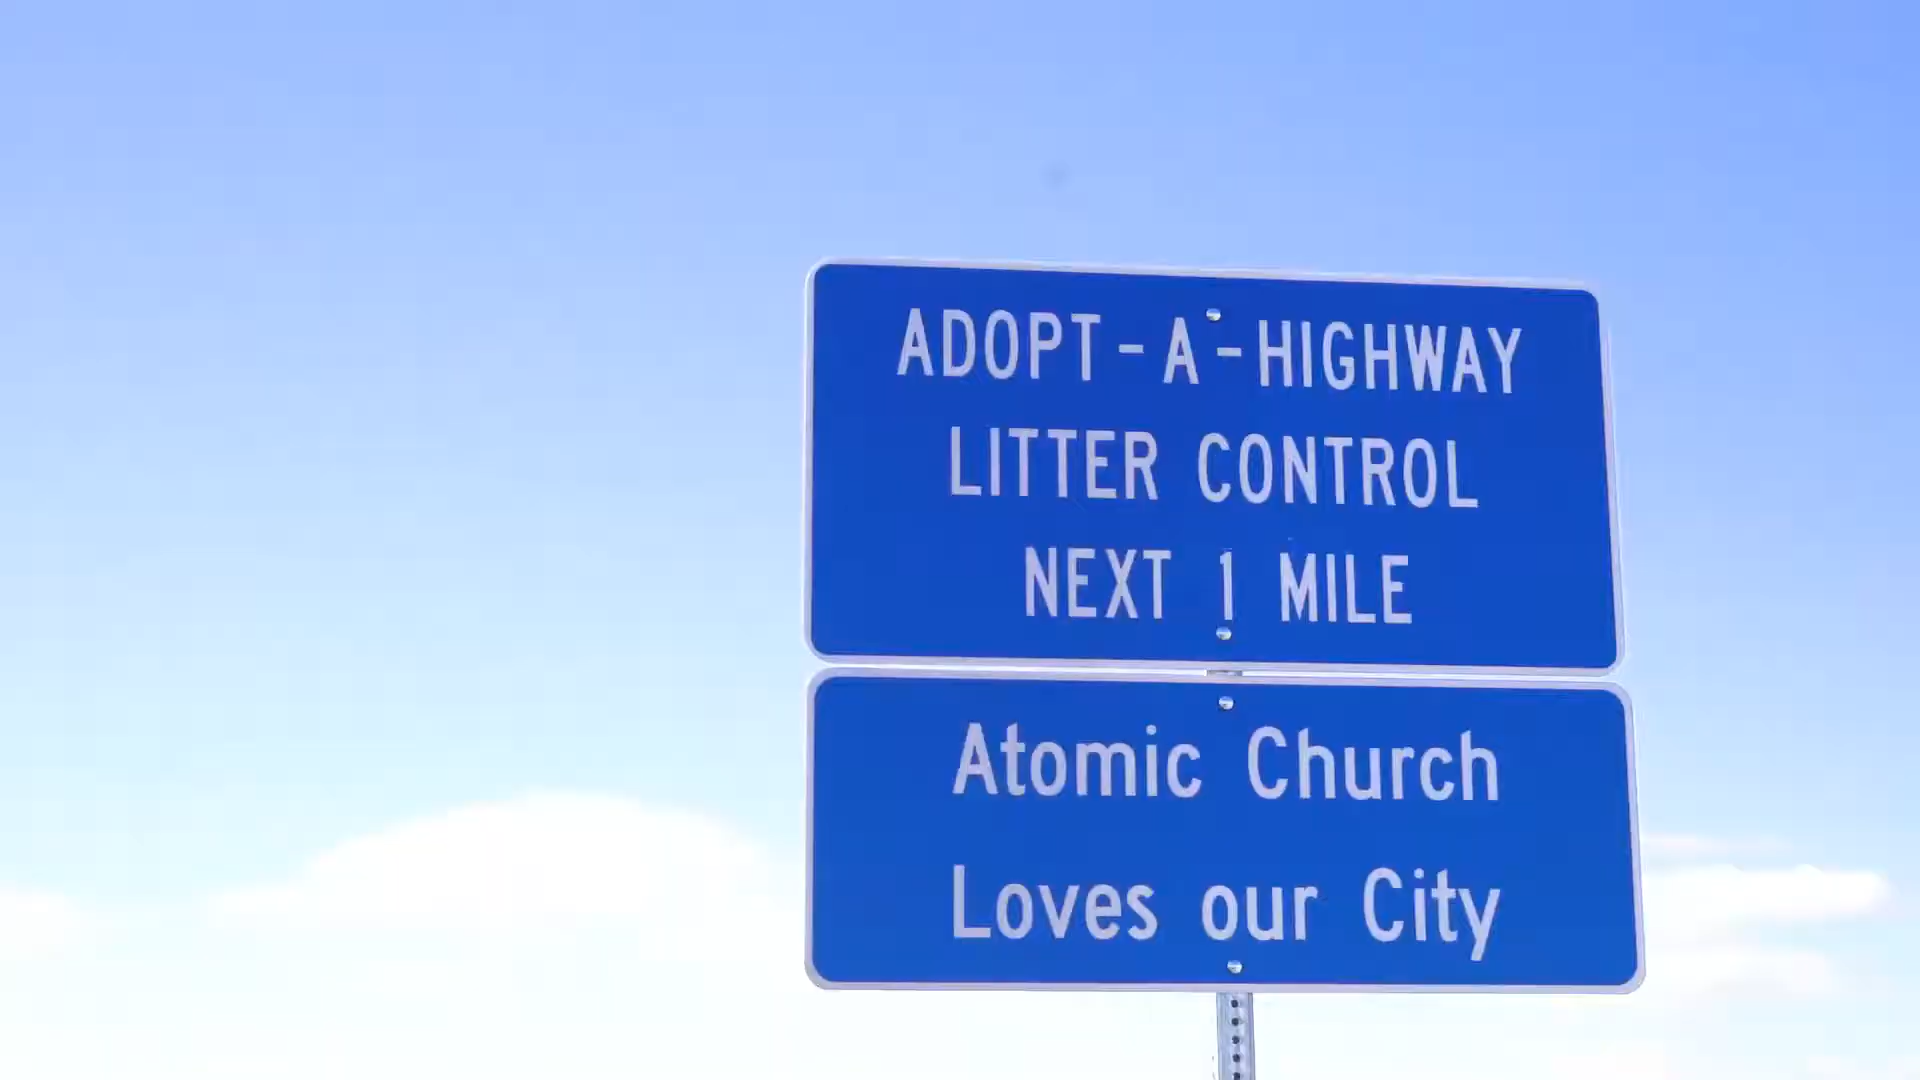 ADOPT-A-HIGHWAY
LITTER CONTROL
NEXT 1 MILE
Atomic Church
Loves our City